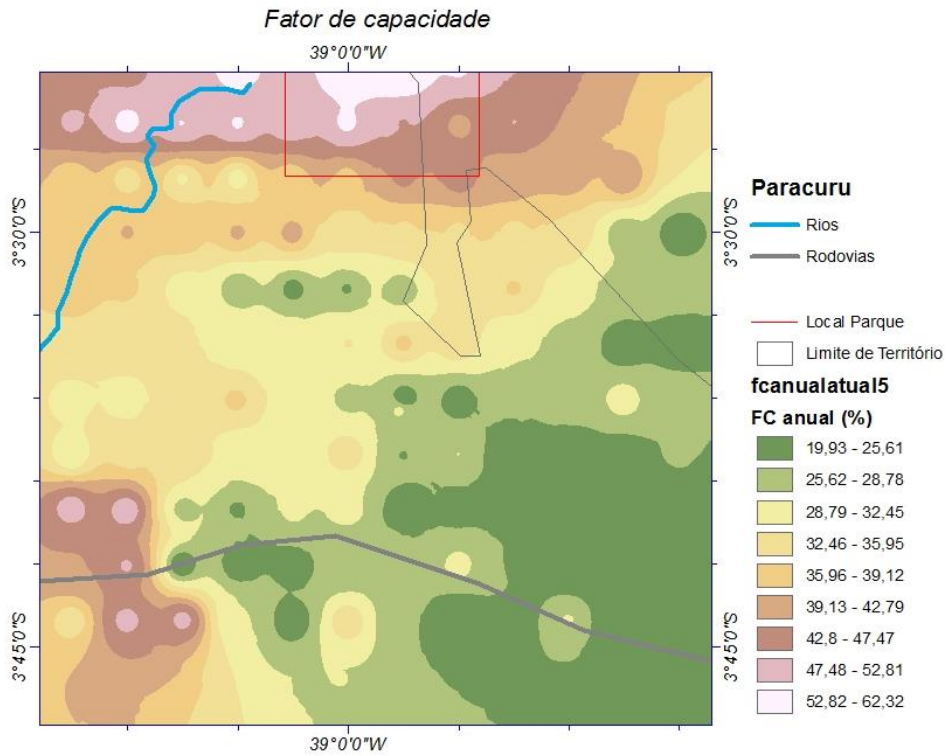 Fator de capacidade
39°0'0"W
3°30'0"S
3°45'0"S
3°30'0"S
3°45'0"S
39°0'0"W
Paracuru
Rios
Rodovias
Local Parque
Limite de Território
fcanualatual5
FC anual (%)
19,93 - 25,61
25,62 - 28,78
28,79 - 32,45
32,46 - 35,95
35,96 - 39,12
39,13 - 42,79
42,8 - 47,47
47,48 - 52,81
52,82 - 62,32